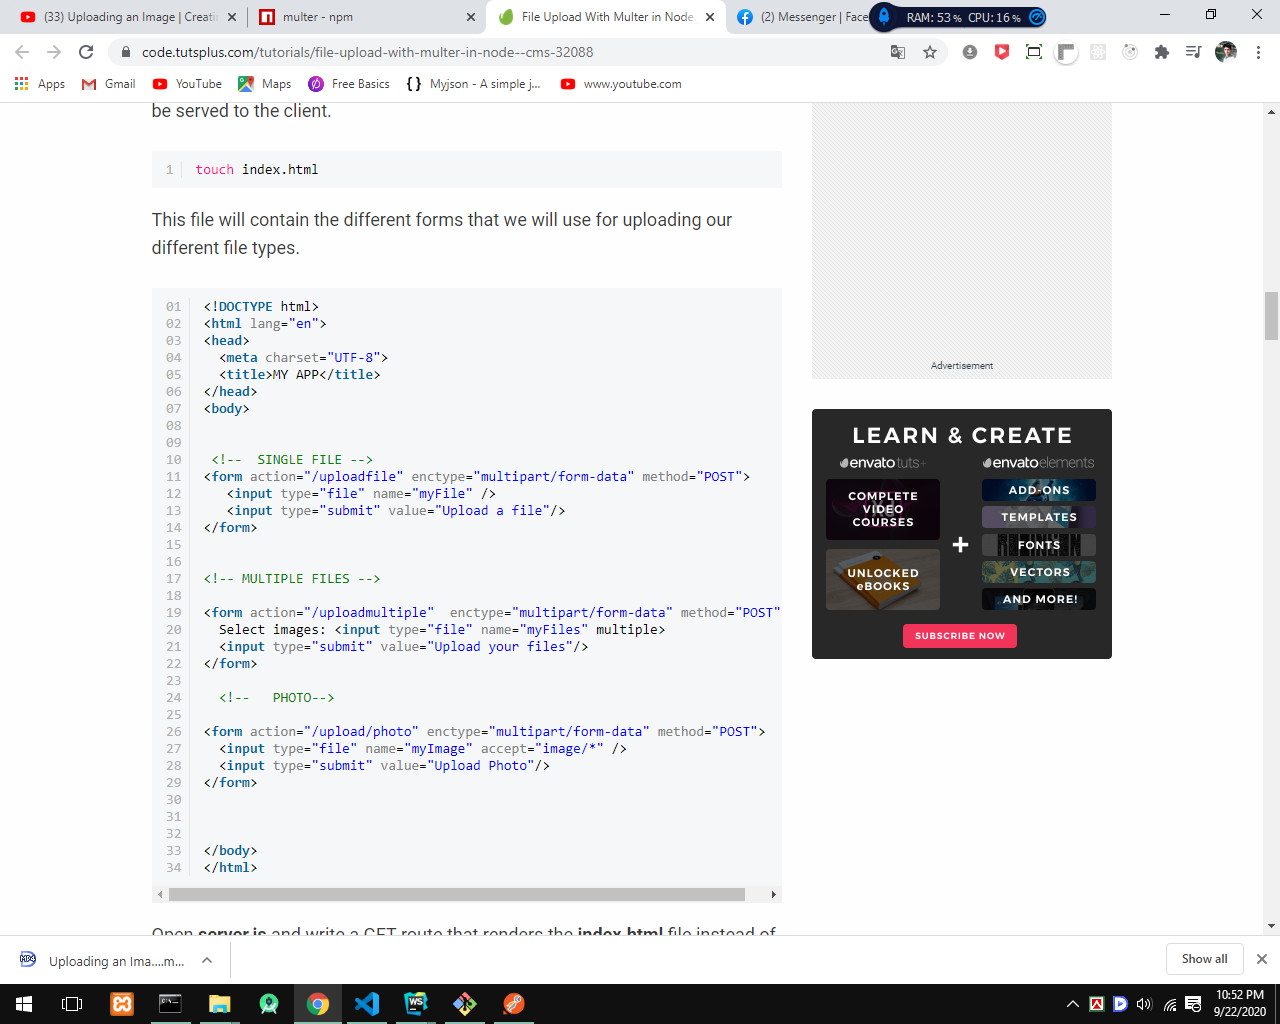 (33) Uploading an Image | Creati
multer - npm
File Upload With Multer in Node
(2) Messenger | Face
RAM: 53% CPU: 16%
code.tutsplus.com/tutorials/file-upload-with-multer-in-node--cms-32088
Apps
Gmail
YouTube
Maps
Free Basics
{ } Myjson - A simple j...
www.youtube.com
be served to the client.
1 touch index.html
This file will contain the different forms that we will use for uploading our
different file types.
01 <!DOCTYPE html>
02 <html lang="en">
03 <head>
04   <meta charset="UTF-8">
05   <title>MY APP</title>
06 </head>
07 <body>
08
09
10  <!--  SINGLE FILE -->
11 <form action="/uploadfile" enctype="multipart/form-data" method="POST">
12    <input type="file" name="myFile" />
13    <input type="submit" value="Upload a file"/>
14 </form>
15
16
17 <!-- MULTIPLE FILES -->
18
19 <form action="/uploadmultiple"  enctype="multipart/form-data" method="POST"
20   Select images: <input type="file" name="myFiles" multiple>
21   <input type="submit" value="Upload your files"/>
22 </form>
23
24   <!--   PHOTO-->
25
26 <form action="/upload/photo" enctype="multipart/form-data" method="POST">
27   <input type="file" name="myImage" accept="image/*" />
28   <input type="submit" value="Upload Photo"/>
29 </form>
30
31
32
33 </body>
34 </html>
Open server.js and write a GET route that renders the index.html file instead of
Advertisement
LEARN & CREATE
envato tuts+
envato elements
COMPLETE
VIDEO
COURSES
UNLOCKED
eBOOKS
+
ADD-ONS
TEMPLATES
FONTS
VECTORS
AND MORE!
SUBSCRIBE NOW
Uploading an Ima....m...
Show all
WS
10:52 PM
9/22/2020